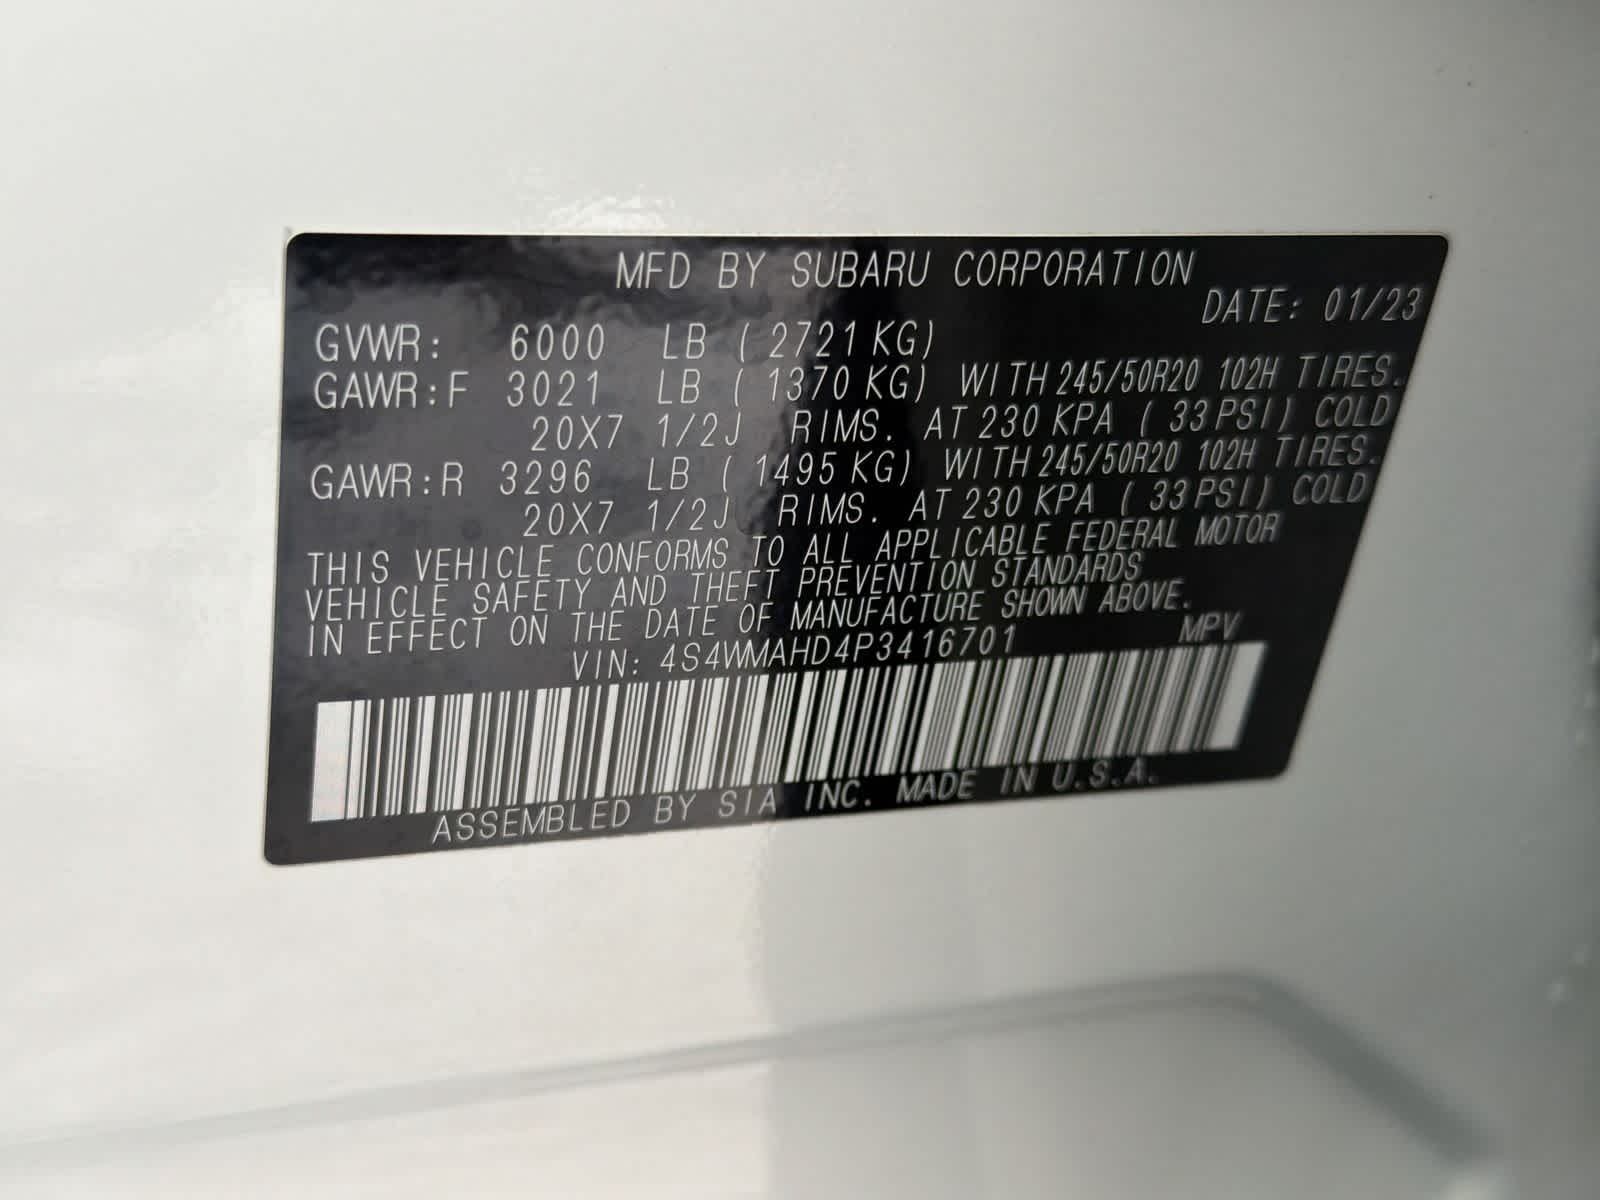 MFD BY SUBARU CORPORATION
DATE: 01/23
GVWR: 6000 LB ( 2721 KG)
GAWR:F 3021 LB ( 1370 KG) WITH 245/50R20 102H TIRES.
20X7 1/2J RIMS. AT 230 KPA ( 33 PSI) COLD
GAWR:R 3296 LB ( 1495 KG) WITH 245/50R20 102H TIRES.
20X7 1/2J RIMS. AT 230 KPA ( 33 PSI) COLD
THIS VEHICLE CONFORMS TO ALL APPLICABLE FEDERAL MOTOR
VEHICLE SAFETY AND THEFT PREVENTION STANDARDS
IN EFFECT ON THE DATE OF MANUFACTURE SHOWN ABOVE.
VIN: 4S4WMAHD4P3416701 MPV
ASSEMBLED BY SIA INC. MADE IN U.S.A.